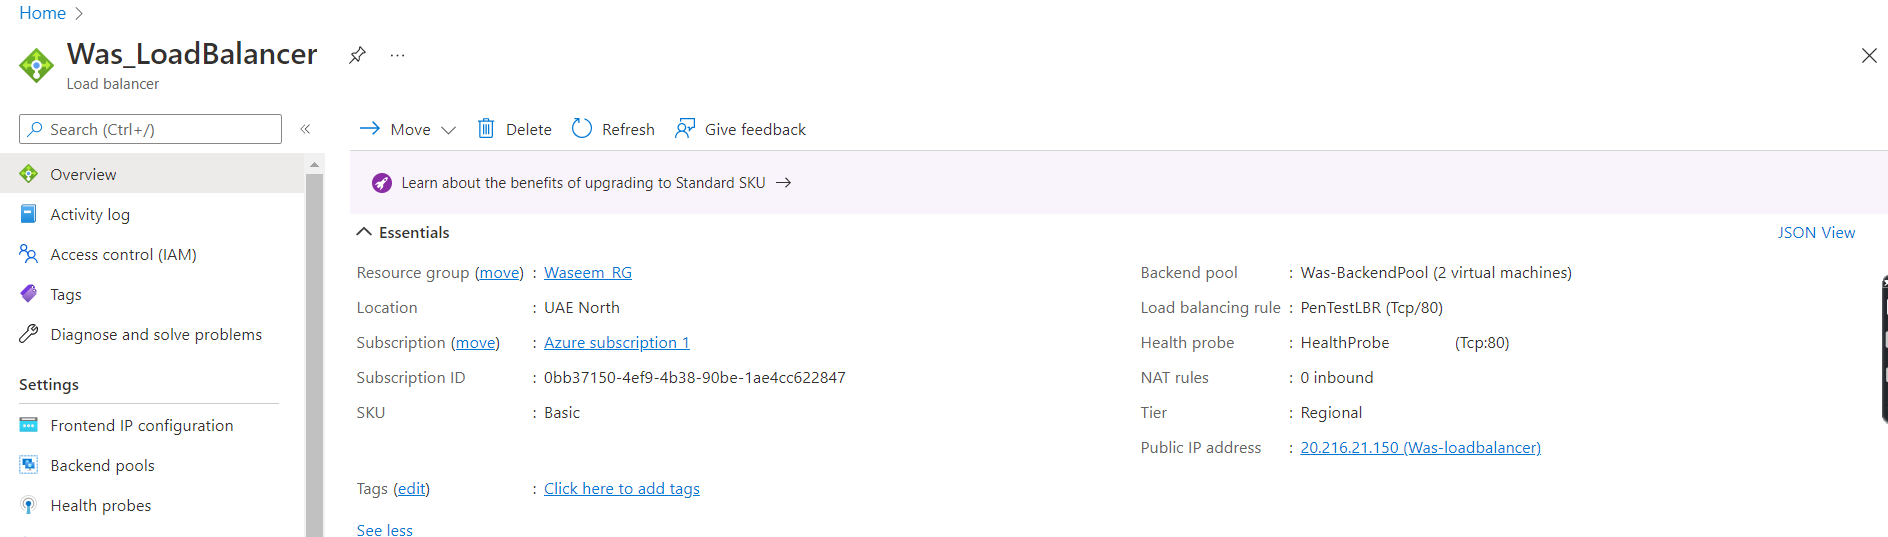 Home >
Was_LoadBalancer
...
Load balancer
Search (Ctrl+/)
«
Move
Delete
Refresh
Give feedback
Overview
Activity log
Access control (IAM)
Tags
Diagnose and solve problems
Settings
Frontend IP configuration
Backend pools
Health probes
Learn about the benefits of upgrading to Standard SKU →
Essentials
JSON View
Resource group (move) : Waseem_RG
Location : UAE North
Subscription (move) : Azure subscription 1
Subscription ID : 0bb37150-4ef9-4b38-90be-1ae4cc622847
SKU : Basic
Backend pool : Was-BackendPool (2 virtual machines)
Load balancing rule : PenTestLBR (Tcp/80)
Health probe : HealthProbe (Tcp:80)
NAT rules : 0 inbound
Tier : Regional
Public IP address : 20.216.21.150 (Was-loadbalancer)
Tags (edit) : Click here to add tags
See less